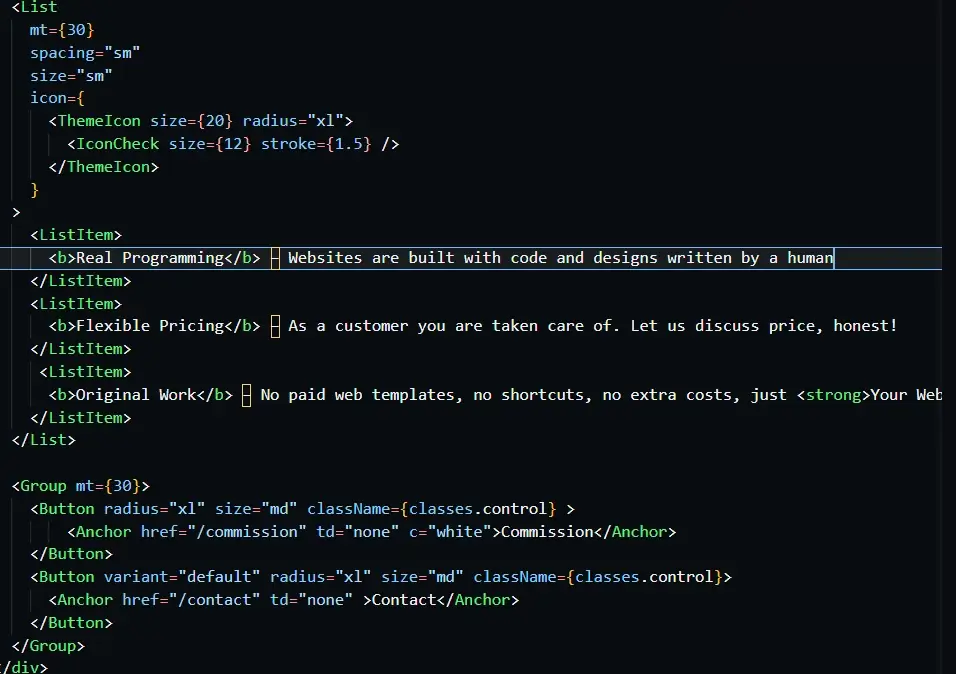 <List
mt={30}
spacing="sm"
size="sm"
icon={
<ThemeIcon size={20} radius="xl">
<IconCheck size={12} stroke={1.5} />
</ThemeIcon>
}
>
<ListItem>
<b>Real Programming</b> – Websites are built with code and designs written by a human
</ListItem>
<ListItem>
<b>Flexible Pricing</b> – As a customer you are taken care of. Let us discuss price, honest!
</ListItem>
<ListItem>
<b>Original Work</b> – No paid web templates, no shortcuts, no extra costs, just <strong>Your Web
</ListItem>
</List>
<Group mt={30}>
<Button radius="xl" size="md" className={classes.control} >
<Anchor href="/commission" td="none" c="white">Commission</Anchor>
</Button>
<Button variant="default" radius="xl" size="md" className={classes.control}>
<Anchor href="/contact" td="none" >Contact</Anchor>
</Button>
</Group>
</div>